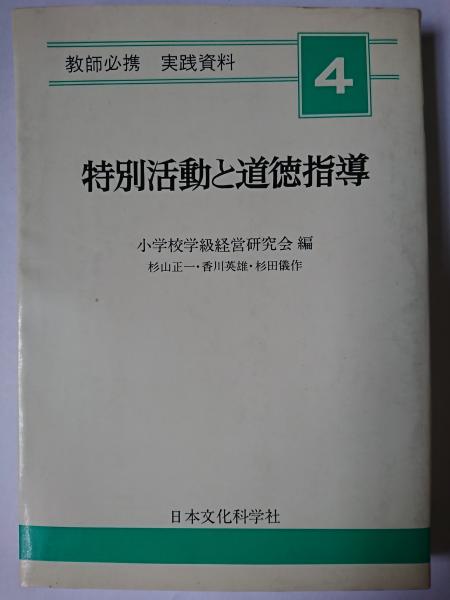 教師必携 実践資料
4
特別活動と道徳指導
小学校学級経営研究会 編
杉山正一・香川英雄・杉田儀作
日本文化科学社